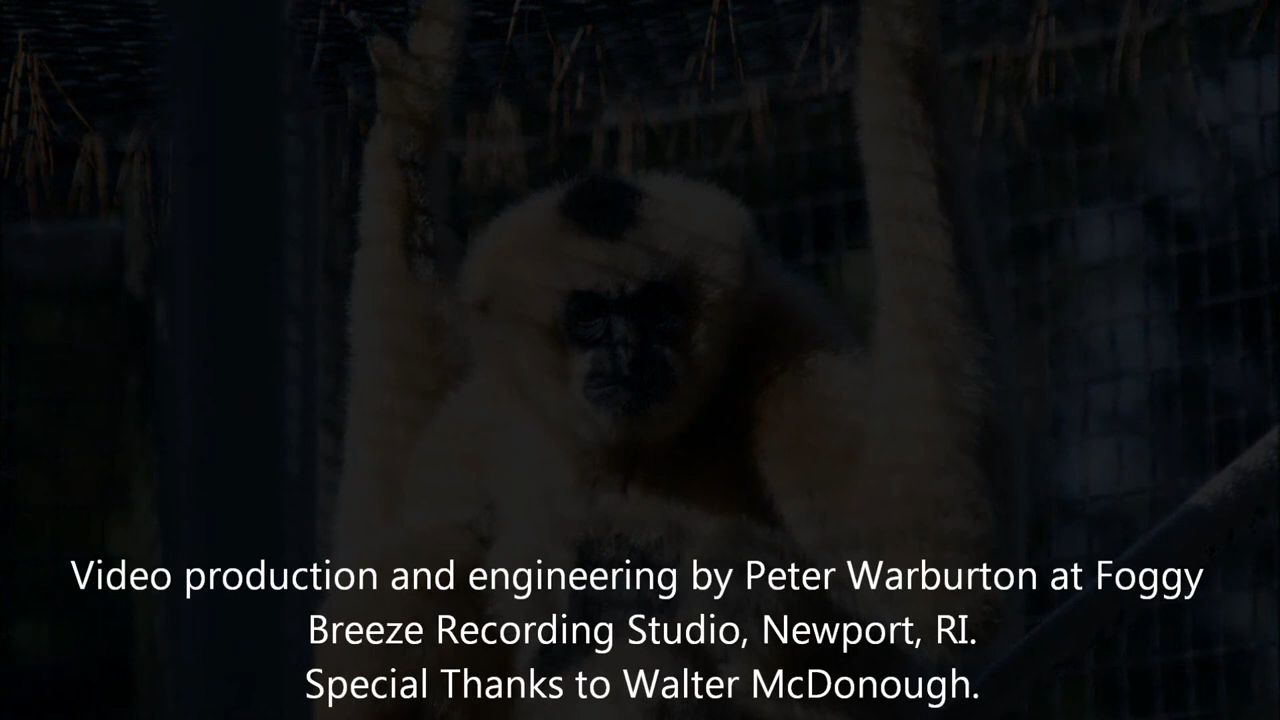 Video production and engineering by Peter Warburton at Foggy
Breeze Recording Studio, Newport, RI.
Special Thanks to Walter McDonough.